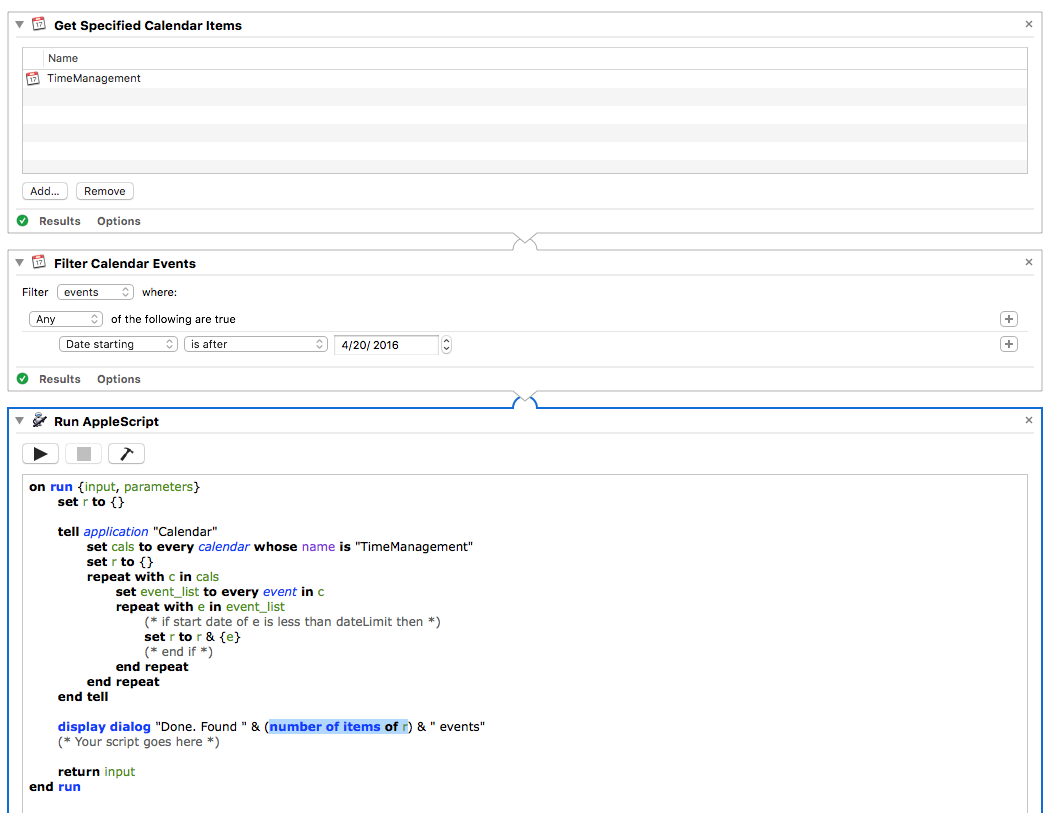 Get Specified Calendar Items
Name
TimeManagement
Add... Remove
Results Options
Filter Calendar Events
Filter events where:
Any of the following are true
Date starting is after 4/20/2016
Results Options
Run AppleScript
on run {input, parameters}
set r to {}
tell application "Calendar"
set cals to every calendar whose name is "TimeManagement"
set r to {}
repeat with c in cals
set event_list to every event in c
repeat with e in event_list
(* if start date of e is less than dateLimit then *)
set r to r & {e}
(* end if *)
end repeat
end repeat
end tell
display dialog "Done. Found " & (number of items of r) & " events"
(* Your script goes here *)
return input
end run